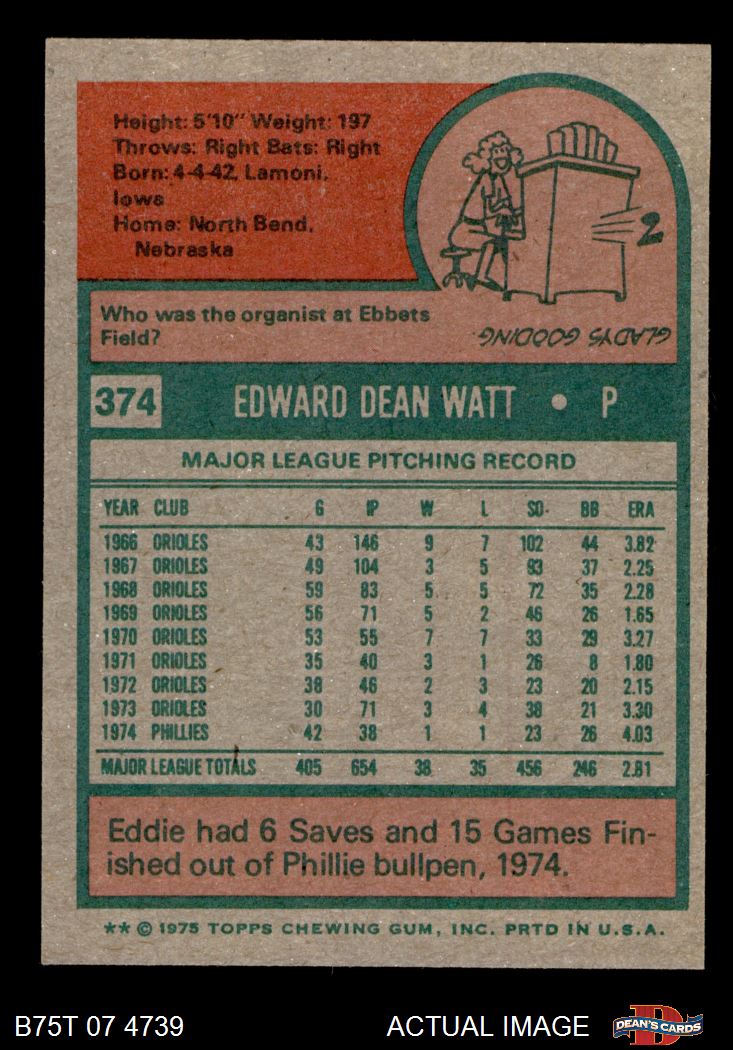 Height: 5'10" Weight: 197
Throws: Right Bats: Right
Born: 4-4-42, Lamoni,
Iowa
Home: North Bend,
Nebraska
2
Who was the organist at Ebbets
Field?
GLADYS GOODING.
374 EDWARD DEAN WATT • P
MAJOR LEAGUE PITCHING RECORD
YEAR CLUB G IP W L SO BB ERA
1966 ORIOLES 43 146 9 7 102 44 3.82
1967 ORIOLES 49 104 3 5 93 37 2.25
1968 ORIOLES 59 83 5 5 72 35 2.28
1969 ORIOLES 56 71 5 2 46 26 1.65
1970 ORIOLES 53 55 7 7 33 29 3.27
1971 ORIOLES 35 40 3 1 26 8 1.80
1972 ORIOLES 38 46 2 3 23 20 2.15
1973 ORIOLES 30 71 3 4 38 21 3.30
1974 PHILLIES 42 38 1 1 23 26 4.03
MAJOR LEAGUE TOTALS 405 654 38 35 456 246 2.81
Eddie had 6 Saves and 15 Games Fin-
ished out of Phillie bullpen, 1974.
** © 1975 TOPPS CHEWING GUM, INC. PRTD IN U.S.A.
B75T 07 4739 ACTUAL IMAGE D DEAN'S CARDS